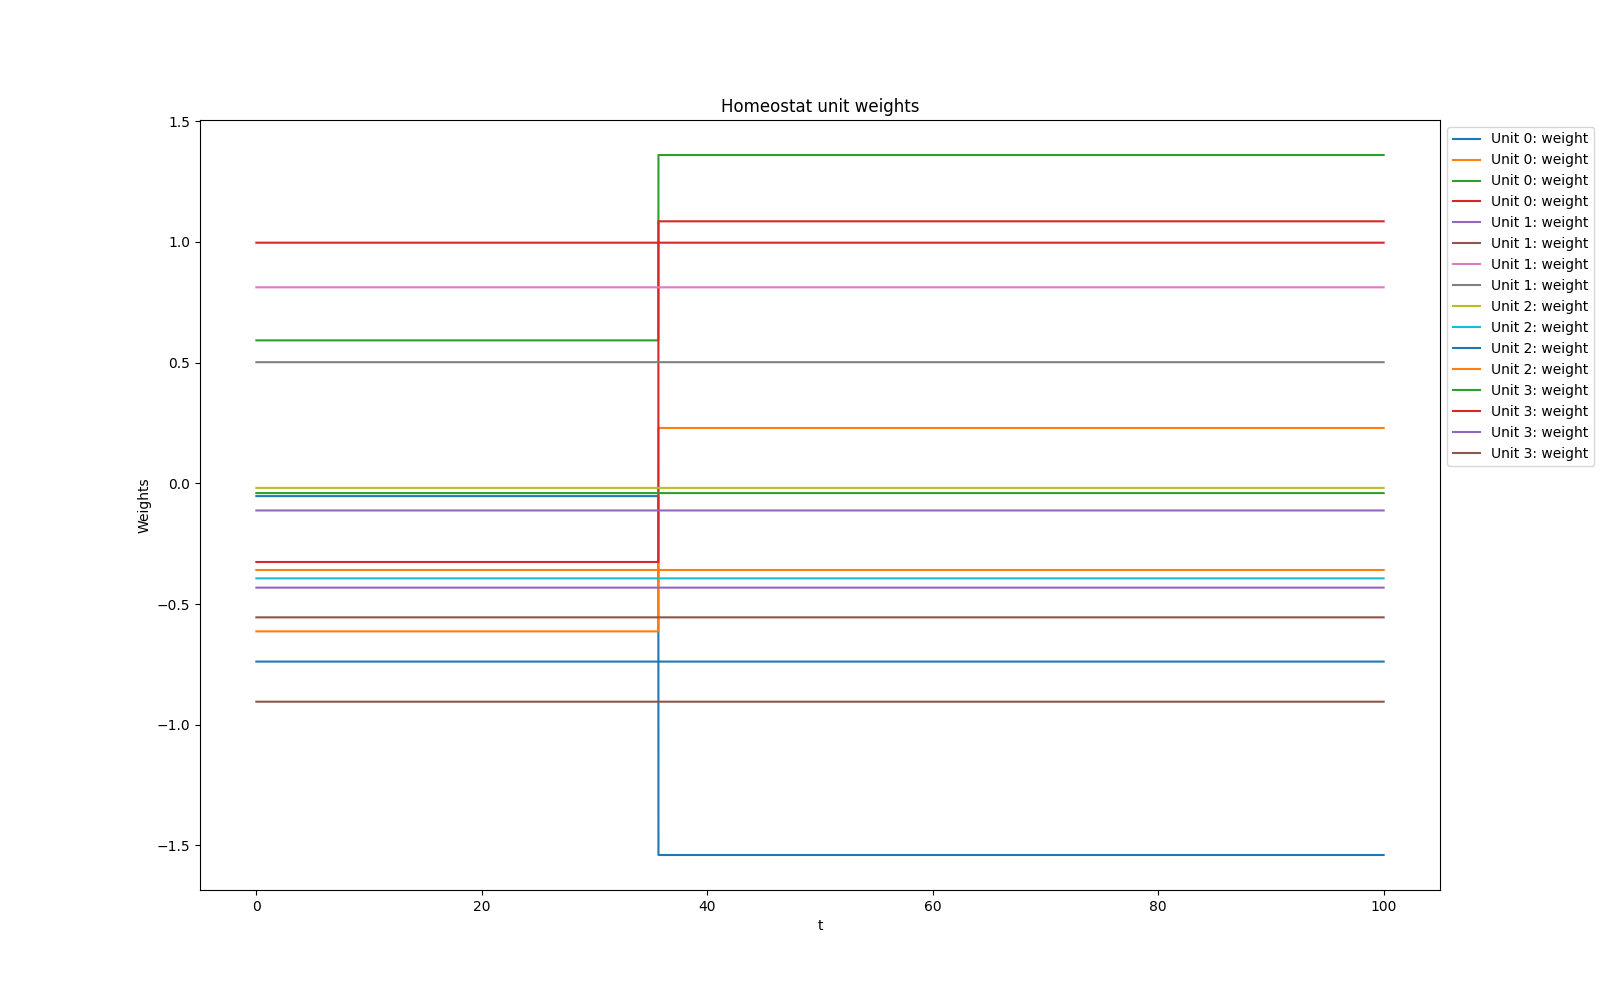 Homeostat unit weights
1.5
1.0
0.5
0.0
−0.5
−1.0
−1.5
Weights
0
20
40
60
80
100
t
Unit 0: weight
Unit 0: weight
Unit 0: weight
Unit 0: weight
Unit 1: weight
Unit 1: weight
Unit 1: weight
Unit 1: weight
Unit 2: weight
Unit 2: weight
Unit 2: weight
Unit 2: weight
Unit 3: weight
Unit 3: weight
Unit 3: weight
Unit 3: weight